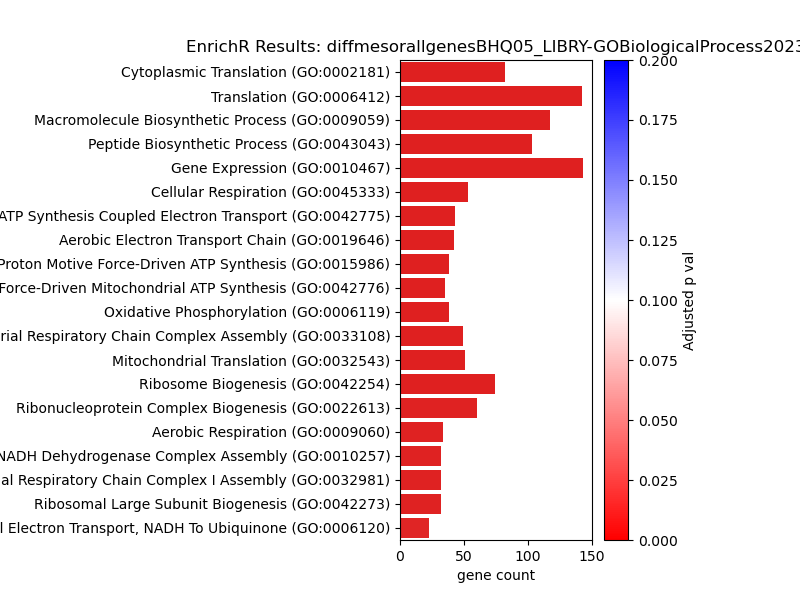 EnrichR Results: diffmesorallgenesBHQ05_LIBRY-GOBiologicalProcess2023
Cytoplasmic Translation (GO:0002181)
Translation (GO:0006412)
Macromolecule Biosynthetic Process (GO:0009059)
Peptide Biosynthetic Process (GO:0043043)
Gene Expression (GO:0010467)
Cellular Respiration (GO:0045333)
ATP Synthesis Coupled Electron Transport (GO:0042775)
Aerobic Electron Transport Chain (GO:0019646)
Proton Motive Force-Driven ATP Synthesis (GO:0015986)
Force-Driven Mitochondrial ATP Synthesis (GO:0042776)
Oxidative Phosphorylation (GO:0006119)
rial Respiratory Chain Complex Assembly (GO:0033108)
Mitochondrial Translation (GO:0032543)
Ribosome Biogenesis (GO:0042254)
Ribonucleoprotein Complex Biogenesis (GO:0022613)
Aerobic Respiration (GO:0009060)
NADH Dehydrogenase Complex Assembly (GO:0010257)
al Respiratory Chain Complex I Assembly (GO:0032981)
Ribosomal Large Subunit Biogenesis (GO:0042273)
l Electron Transport, NADH To Ubiquinone (GO:0006120)
0 50 100 150
gene count
0.200
0.175
0.150
0.125
0.100
0.075
0.050
0.025
0.000
Adjusted p val